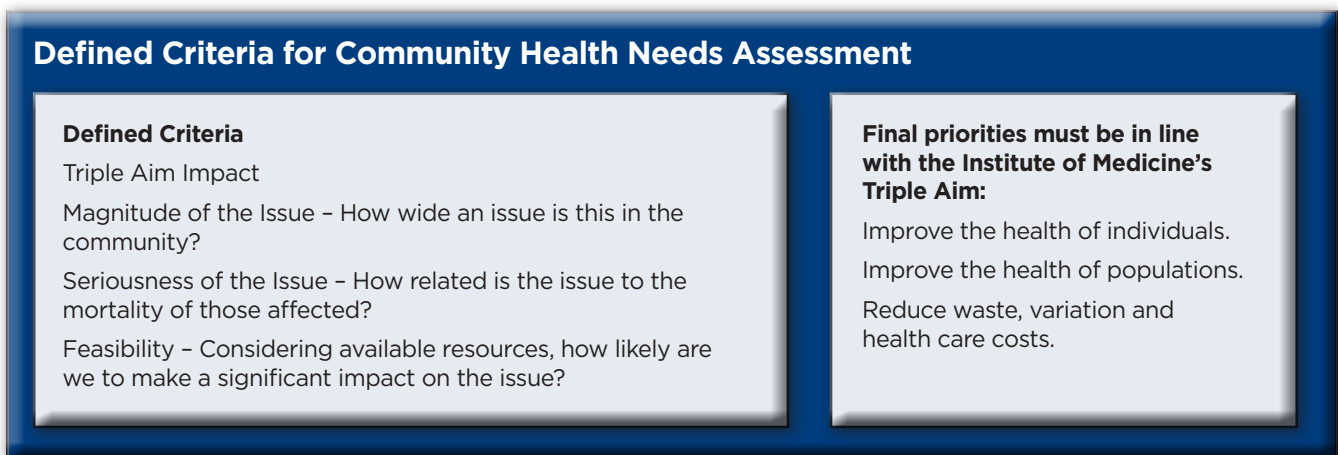 Defined Criteria for Community Health Needs Assessment
Defined Criteria
Triple Aim Impact
Magnitude of the Issue – How wide an issue is this in the
community?
Seriousness of the Issue – How related is the issue to the
mortality of those affected?
Feasibility – Considering available resources, how likely are
we to make a significant impact on the issue?
Final priorities must be in line
with the Institute of Medicine’s
Triple Aim:
Improve the health of individuals.
Improve the health of populations.
Reduce waste, variation and
health care costs.